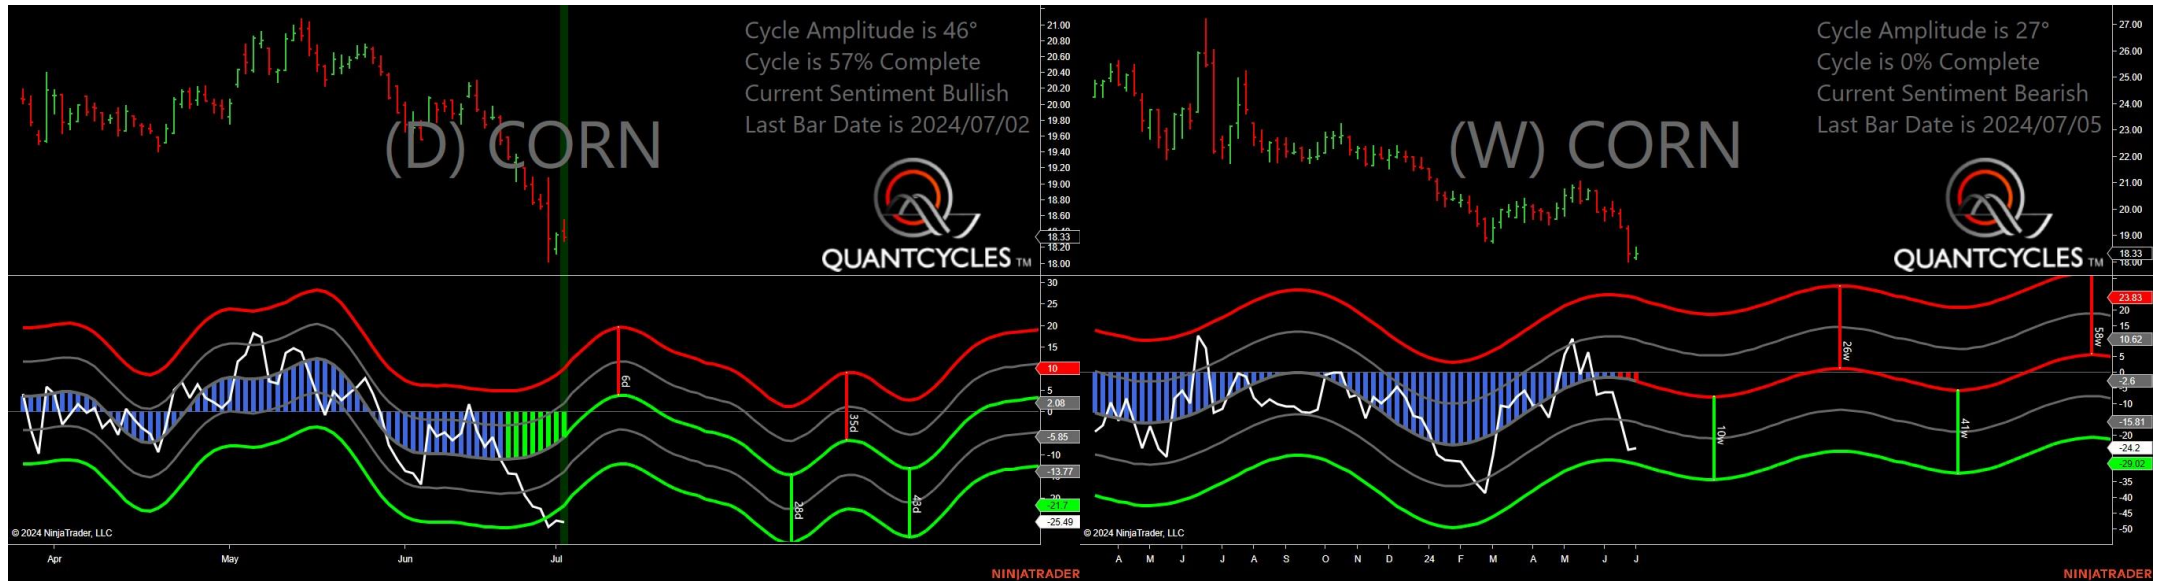 Cycle Amplitude is 46°
Cycle is 57% Complete
Current Sentiment Bullish
Last Bar Date is 2024/07/02
(D) CORN
QUANTCYCLES TM
21.00
20.80
20.60
20.40
20.20
20.00
19.80
19.60
19.40
19.20
19.00
18.80
18.60
18.33
18.20
18.00
30
25
20
15
10
5
2.08
0
-5.85
-10
-13.77
-21.7
-25.49
6d
28d
35d
43d
© 2024 NinjaTrader, LLC
Apr May Jun Jul
NINJATRADER
Cycle Amplitude is 27°
Cycle is 0% Complete
Current Sentiment Bearish
Last Bar Date is 2024/07/05
(W) CORN
QUANTCYCLES TM
27.00
26.00
25.00
24.00
23.00
22.00
21.00
20.00
19.00
18.33
18.00
23.83
20
15
10.62
5
0
-2.6
-10
-15.81
-20
-24.2
-29.02
-35
-40
-45
-50
10w
26w
41w
58w
© 2024 NinjaTrader, LLC
A M J J A S O N D 24 F M A M J J
NINJATRADER